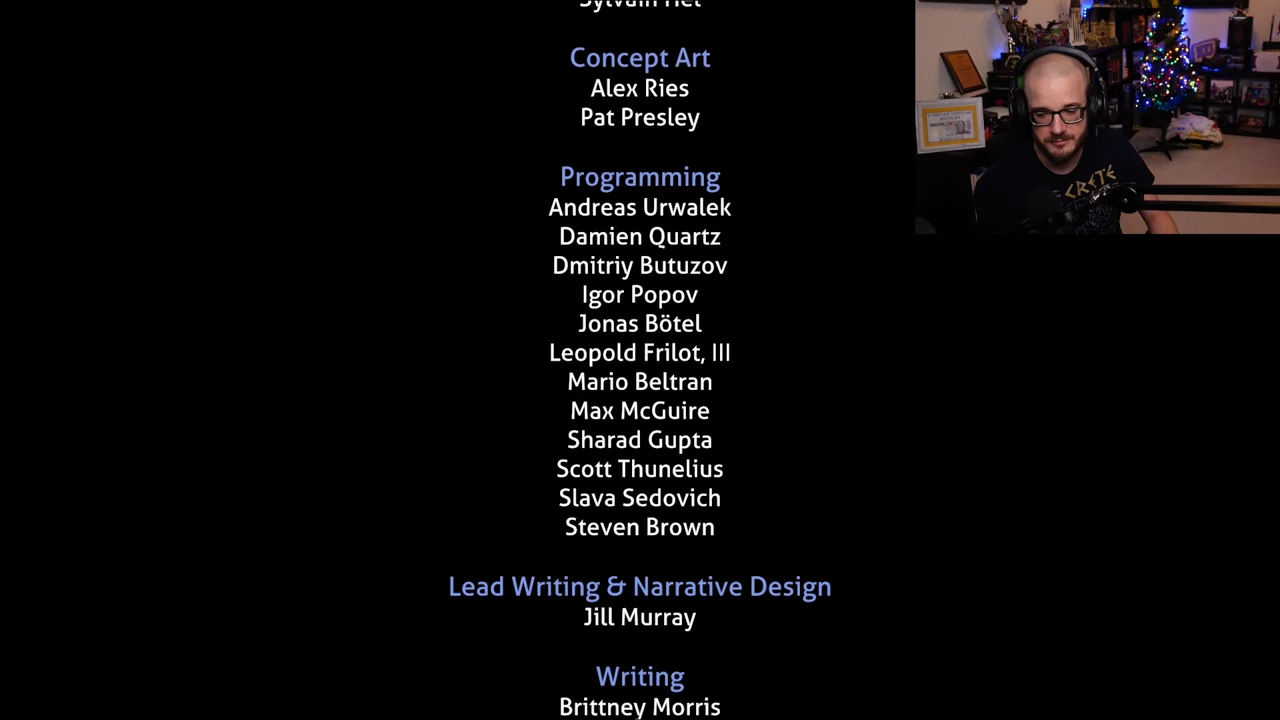 Concept Art
Alex Ries
Pat Presley
Programming
Andreas Urwalek
Damien Quartz
Dmitriy Butuzov
Igor Popov
Jonas Bötel
Leopold Frilot, III
Mario Beltran
Max McGuire
Sharad Gupta
Scott Thunelius
Slava Sedovich
Steven Brown
Lead Writing & Narrative Design
Jill Murray
Writing
Brittney Morris
CRETE